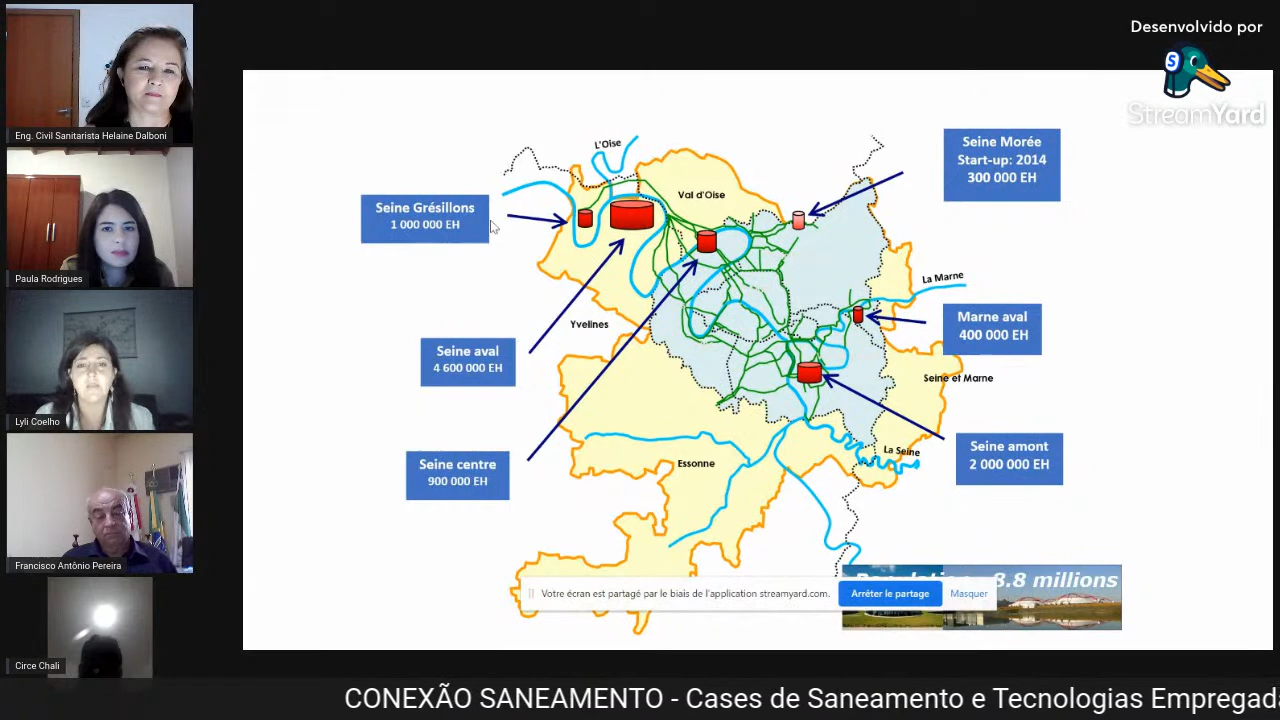 Eng. Civil Sanitarista Helaine Dalboni
Paula Rodrigues
Lyli Coelho
Francisco Antônio Pereira
Circe Chali
Desenvolvido por
S
StreamYard
Seine Morée
Start-up: 2014
300 000 EH
L'Oise
Val d'Oise
Seine Grésillons
1 000 000 EH
La Marne
Marne aval
400 000 EH
Yvelines
Seine aval
4 600 000 EH
Seine et Marne
Seine amont
2 000 000 EH
La Seine
Seine centre
900 000 EH
Essonne
8.8 millions
Votre écran est partagé par le biais de l'application streamyard.com.
Arrêter le partage
Masquer
CONEXÃO SANEAMENTO - Cases de Saneamento e Tecnologias Empregada